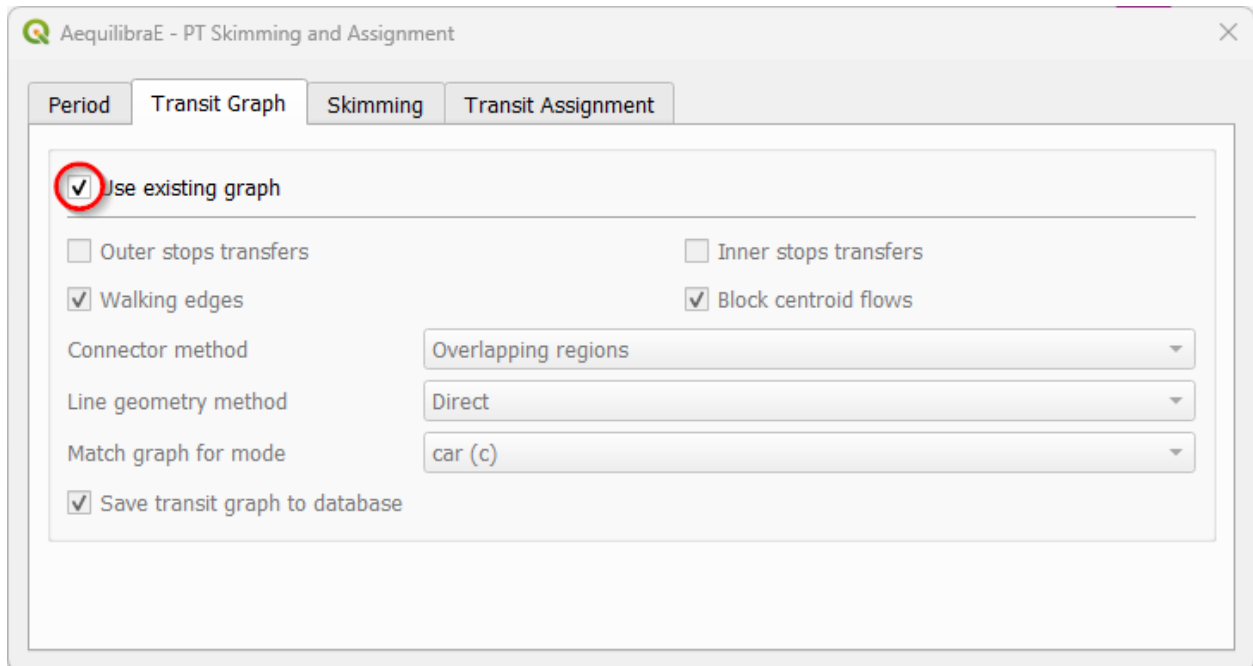 AequilibraE - PT Skimming and Assignment
Period Transit Graph Skimming Transit Assignment
Use existing graph
Outer stops transfers Inner stops transfers
Walking edges Block centroid flows
Connector method Overlapping regions
Line geometry method Direct
Match graph for mode car (c)
Save transit graph to database